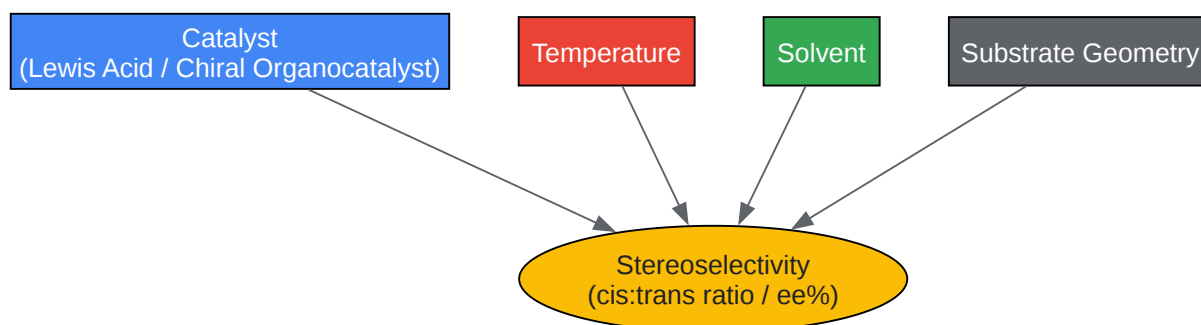 Catalyst
(Lewis Acid / Chiral Organocatalyst)
Temperature
Solvent
Substrate Geometry
Stereoselectivity
(cis:trans ratio / ee%)